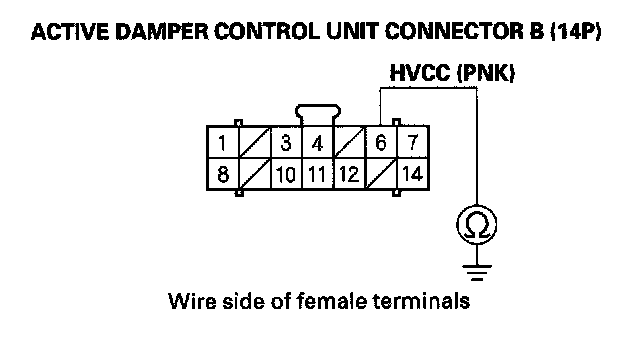 ACTIVE DAMPER CONTROL UNIT CONNECTOR B (14P)
HVCC (PNK)
1 3 4 6 7
8 10 11 12 14
Ω
Wire side of female terminals